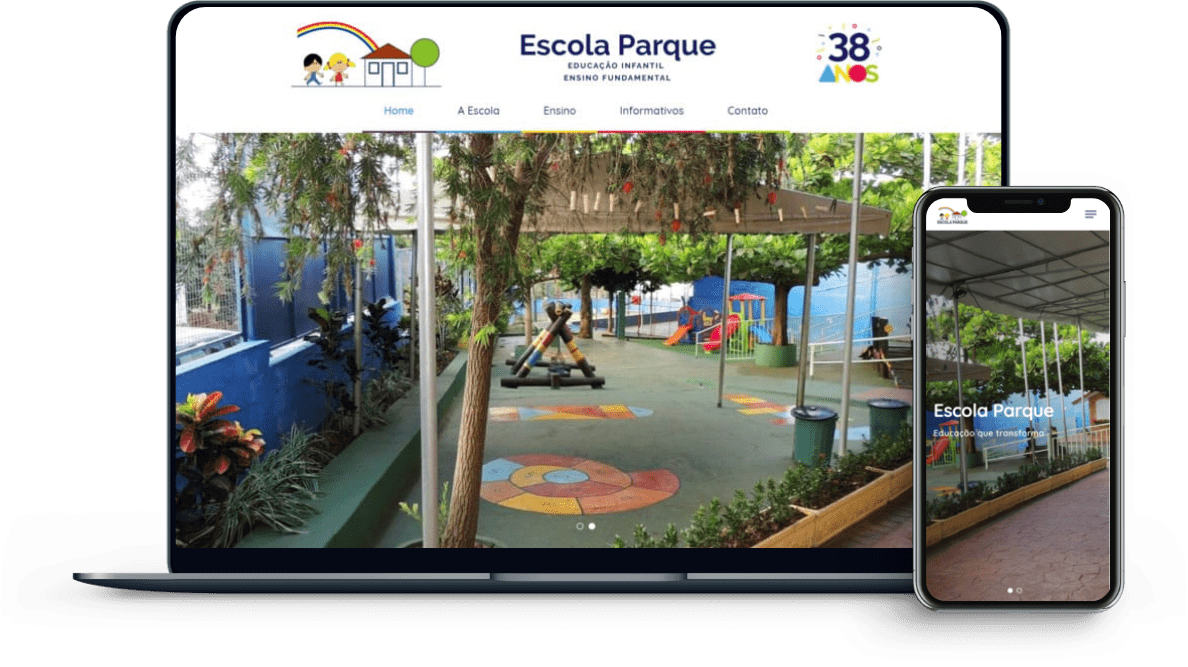 Escola Parque
EDUCAÇÃO INFANTIL
ENSINO FUNDAMENTAL
38
ANOS
Home
A Escola
Ensino
Informativos
Contato
ESCOLA PARQUE
Escola Parque
Educação que transforma